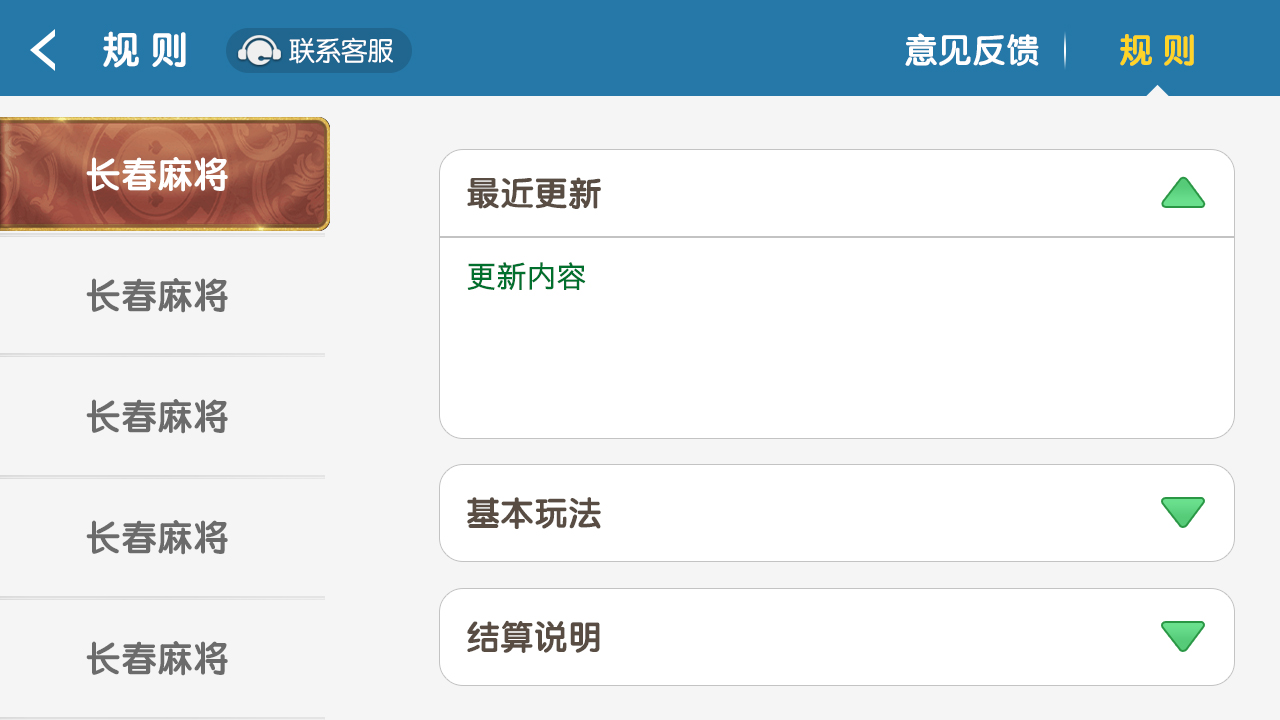 规 则
联系客服
意见反馈
规 则
长春麻将
长春麻将
长春麻将
长春麻将
长春麻将
最近更新
更新内容
基本玩法
结算说明